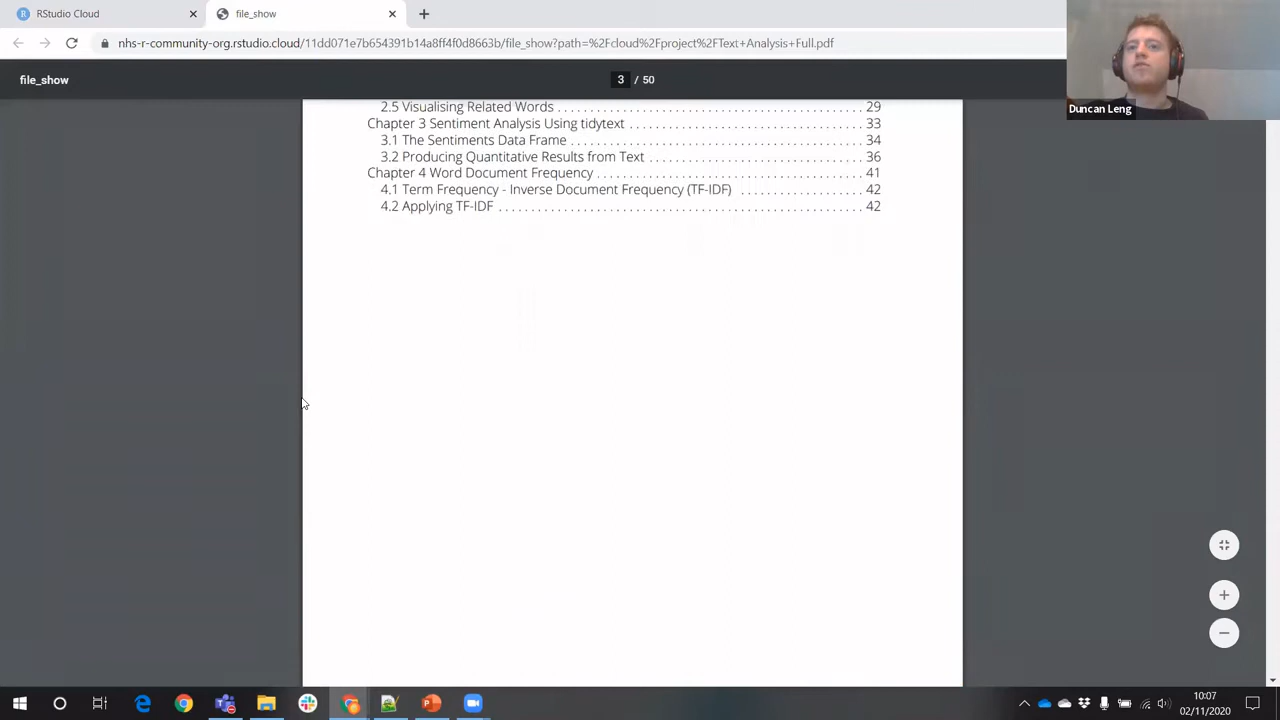 RStudio Cloud
file_show
nhs-r-community-org.rstudio.cloud/11dd071e7b654391b14a8ff4f0d8663b/file_show?path=%2Fcloud%2Fproject%2FText+Analysis+Full.pdf
file_show
3 / 50
Duncan Leng
2.5 Visualising Related Words 29
Chapter 3 Sentiment Analysis Using tidytext 33
3.1 The Sentiments Data Frame 34
3.2 Producing Quantitative Results from Text 36
Chapter 4 Word Document Frequency 41
4.1 Term Frequency - Inverse Document Frequency (TF-IDF) 42
4.2 Applying TF-IDF 42
10:07
02/11/2020